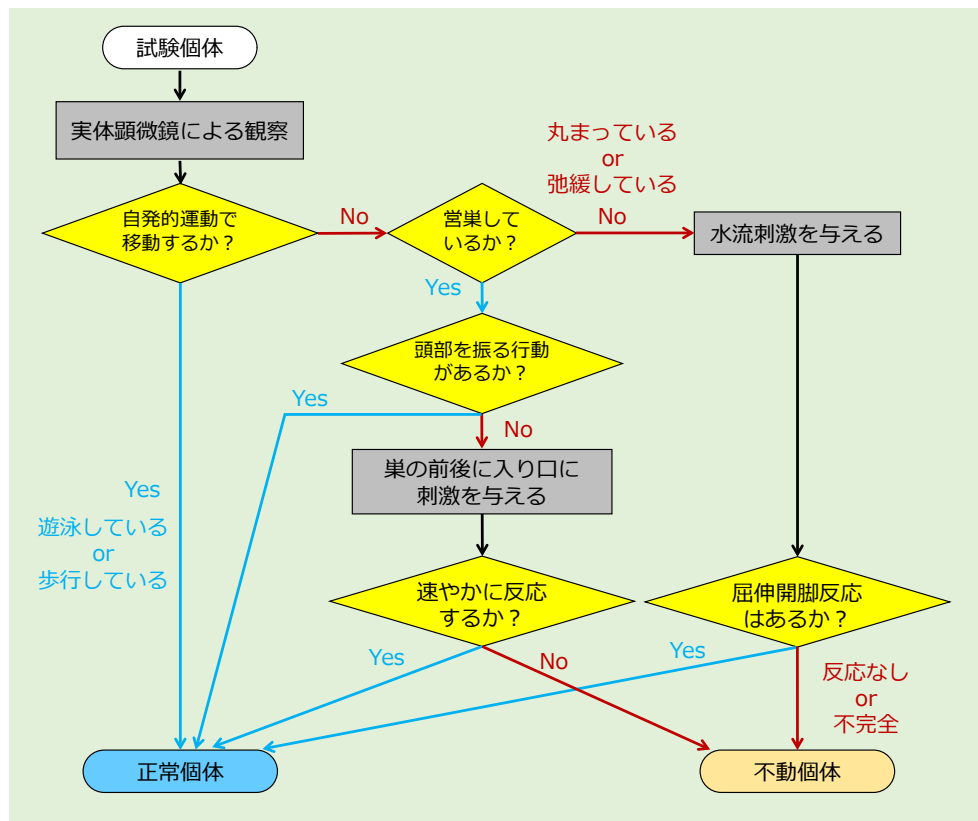 試験個体
実体顕微鏡による観察
自発的運動で
移動するか？
No
営巣して
いるか？
丸まっている
or
弛緩している
No
水流刺激を与える
Yes
頭部を振る行動
があるか？
Yes
No
巣の前後に入り口に
刺激を与える
Yes
遊泳している
or
歩行している
速やかに反応
するか？
屈伸開脚反応
はあるか？
Yes
No
Yes
反応なし
or
不完全
正常個体
不動個体